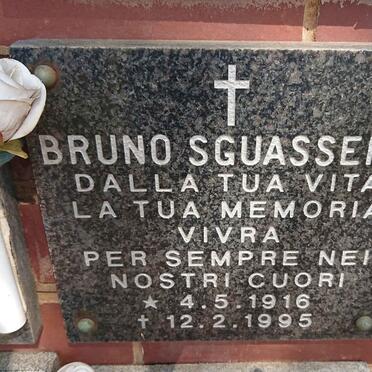 BRUNO SGUASSE
DALLA TUA VITA
LA TUA MEMORIA
VIVRA
PER SEMPRE NEI
NOSTRI CUORI
★ 4.5.1916
✝ 12.2.1995